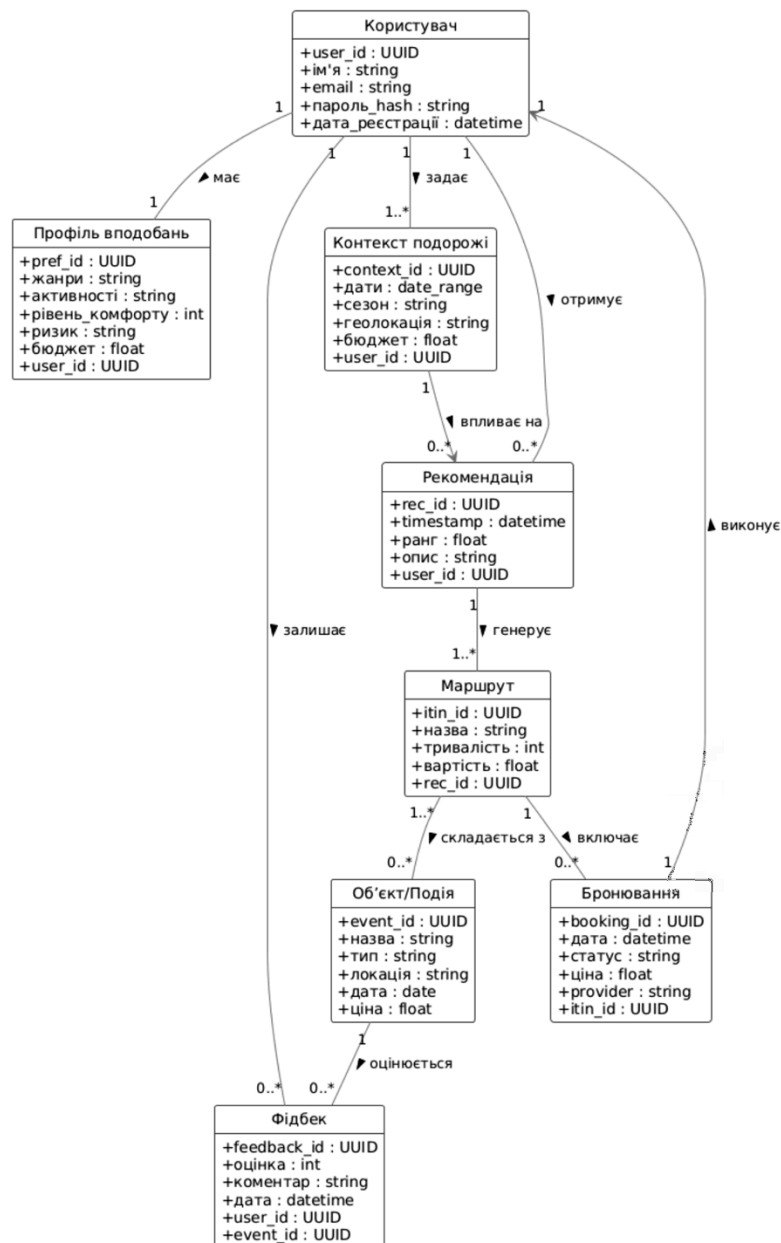 Користувач
+user_id : UUID
+ім'я : string
+email : string
+пароль_hash : string
+дата_реєстрації : datetime
1
1
1
1
1
має
задає
1
1..*
Профіль вподобань
+pref_id : UUID
+жанри : string
+активності : string
+рівень_комфорту : int
+ризик : string
+бюджет : float
+user_id : UUID
Контекст подорожі
+context_id : UUID
+дати : date_range
+сезон : string
+геолокація : string
+бюджет : float
+user_id : UUID
отримує
1
впливає на
0..*
0..*
Рекомендація
+rec_id : UUID
+timestamp : datetime
+ранг : float
+опис : string
+user_id : UUID
виконує
1
залишає
генерує
1..*
Маршрут
+itin_id : UUID
+назва : string
+тривалість : int
+вартість : float
+rec_id : UUID
1..*
1
складається з
включає
0..*
0..*
1
Об’єкт/Подія
+event_id : UUID
+назва : string
+тип : string
+локація : string
+дата : date
+ціна : float
Бронювання
+booking_id : UUID
+дата : datetime
+статус : string
+ціна : float
+provider : string
+itin_id : UUID
1
оцінюється
0..*
0..*
Фідбек
+feedback_id : UUID
+оцінка : int
+коментар : string
+дата : datetime
+user_id : UUID
+event_id : UUID